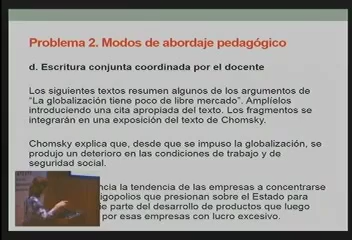 Problema 2. Modos de abordaje pedagógico
d. Escritura conjunta coordinada por el docente
Los siguientes textos resumen algunos de los argumentos de
“La globalización tiene poco de libre mercado”. Amplíelos
introduciendo una cita apropiada del texto. Los fragmentos se
integrarán en una exposición del texto de Chomsky.
Chomsky explica que, desde que se impuso la globalización, se
produjo un deterioro en las condiciones de trabajo y de
seguridad social.
ncia la tendencia de las empresas a concentrarse
igopolios que presionan sobre el Estado para
e parte del desarrollo de productos que luego
por esas empresas con lucro excesivo.